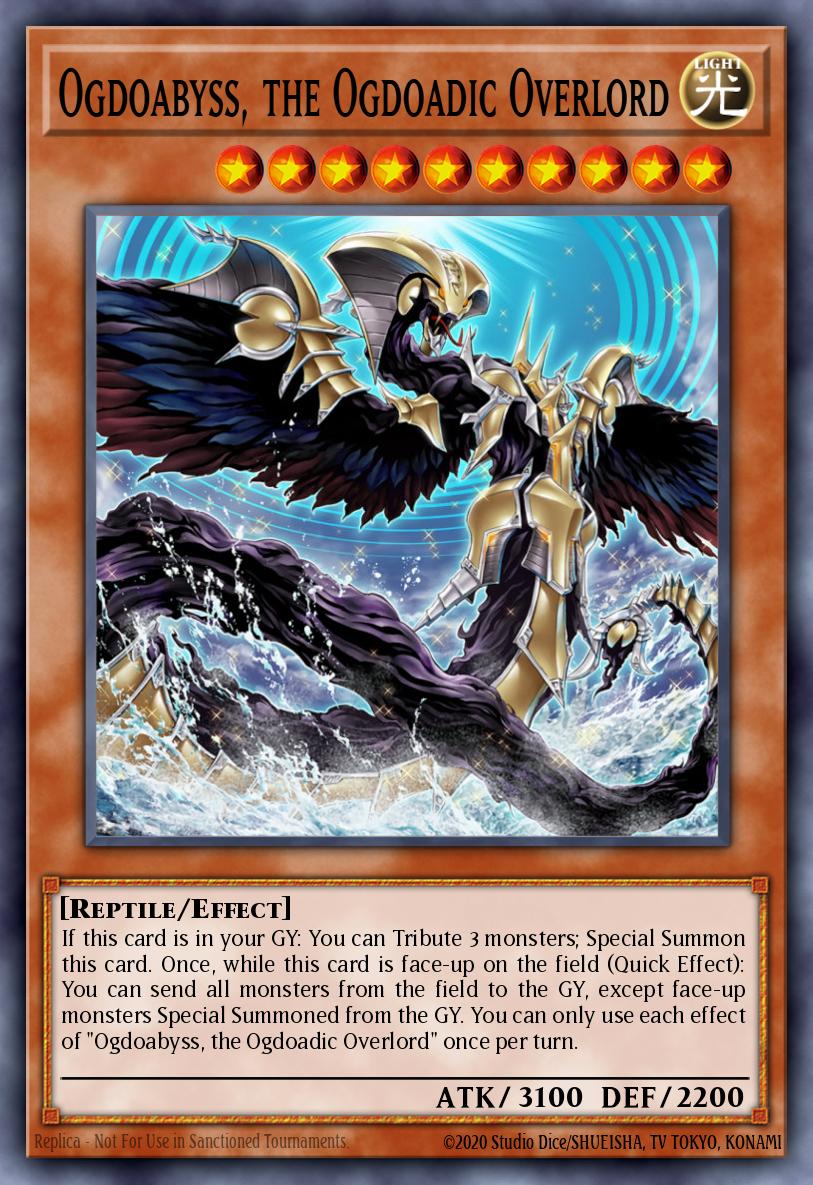 Ogdoabyss, the Ogdoadic Overlord
LIGHT
光
[Reptile/Effect]
If this card is in your GY: You can Tribute 3 monsters; Special Summon
this card. Once, while this card is face-up on the field (Quick Effect):
You can send all monsters from the field to the GY, except face-up
monsters Special Summoned from the GY. You can only use each effect
of "Ogdoabyss, the Ogdoadic Overlord" once per turn.
ATK/3100 DEF/2200
Replica - Not For Use in Sanctioned Tournaments.
©2020 Studio Dice/SHUEISHA, TV TOKYO, KONAMI